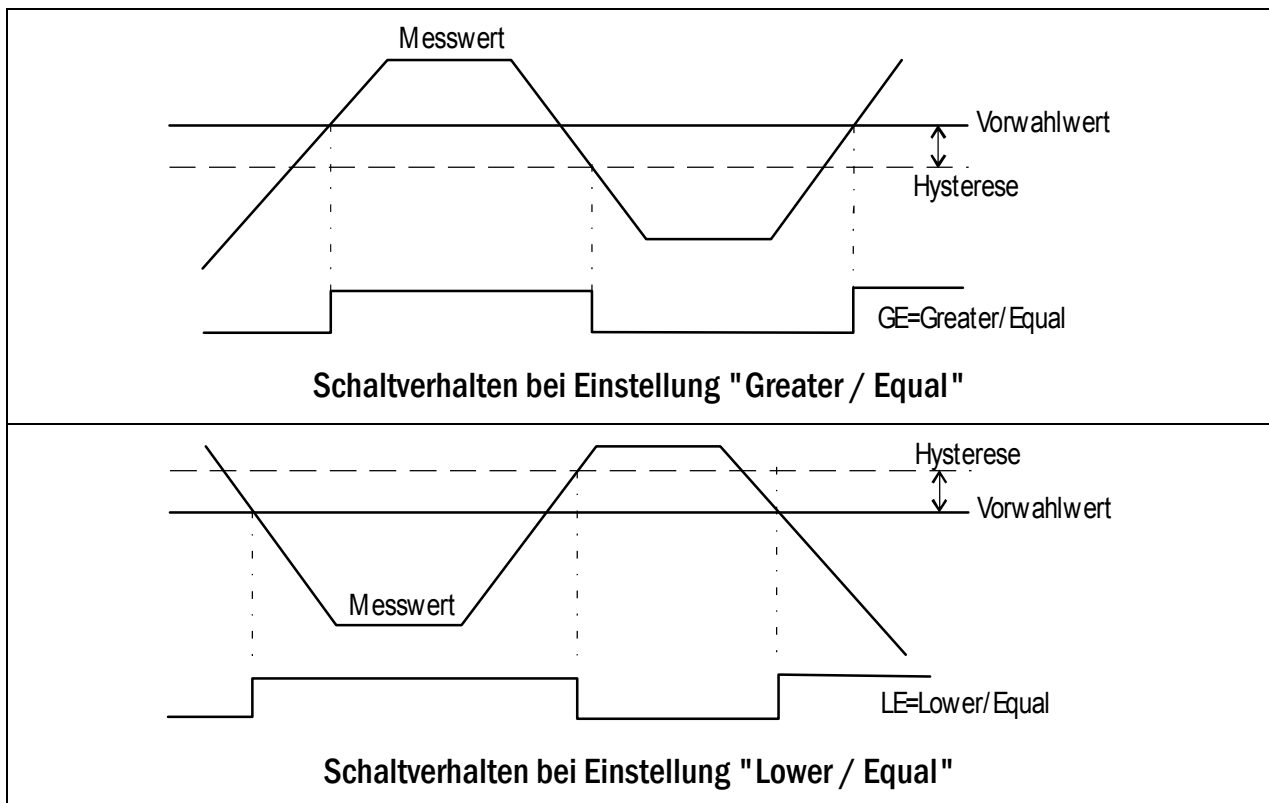 Messwert
Vorwahlwert
Hysterese
GE=Greater/Equal
Schaltverhalten bei Einstellung "Greater / Equal"
Hysterese
Vorwahlwert
Messwert
LE=Lower/Equal
Schaltverhalten bei Einstellung "Lower / Equal"